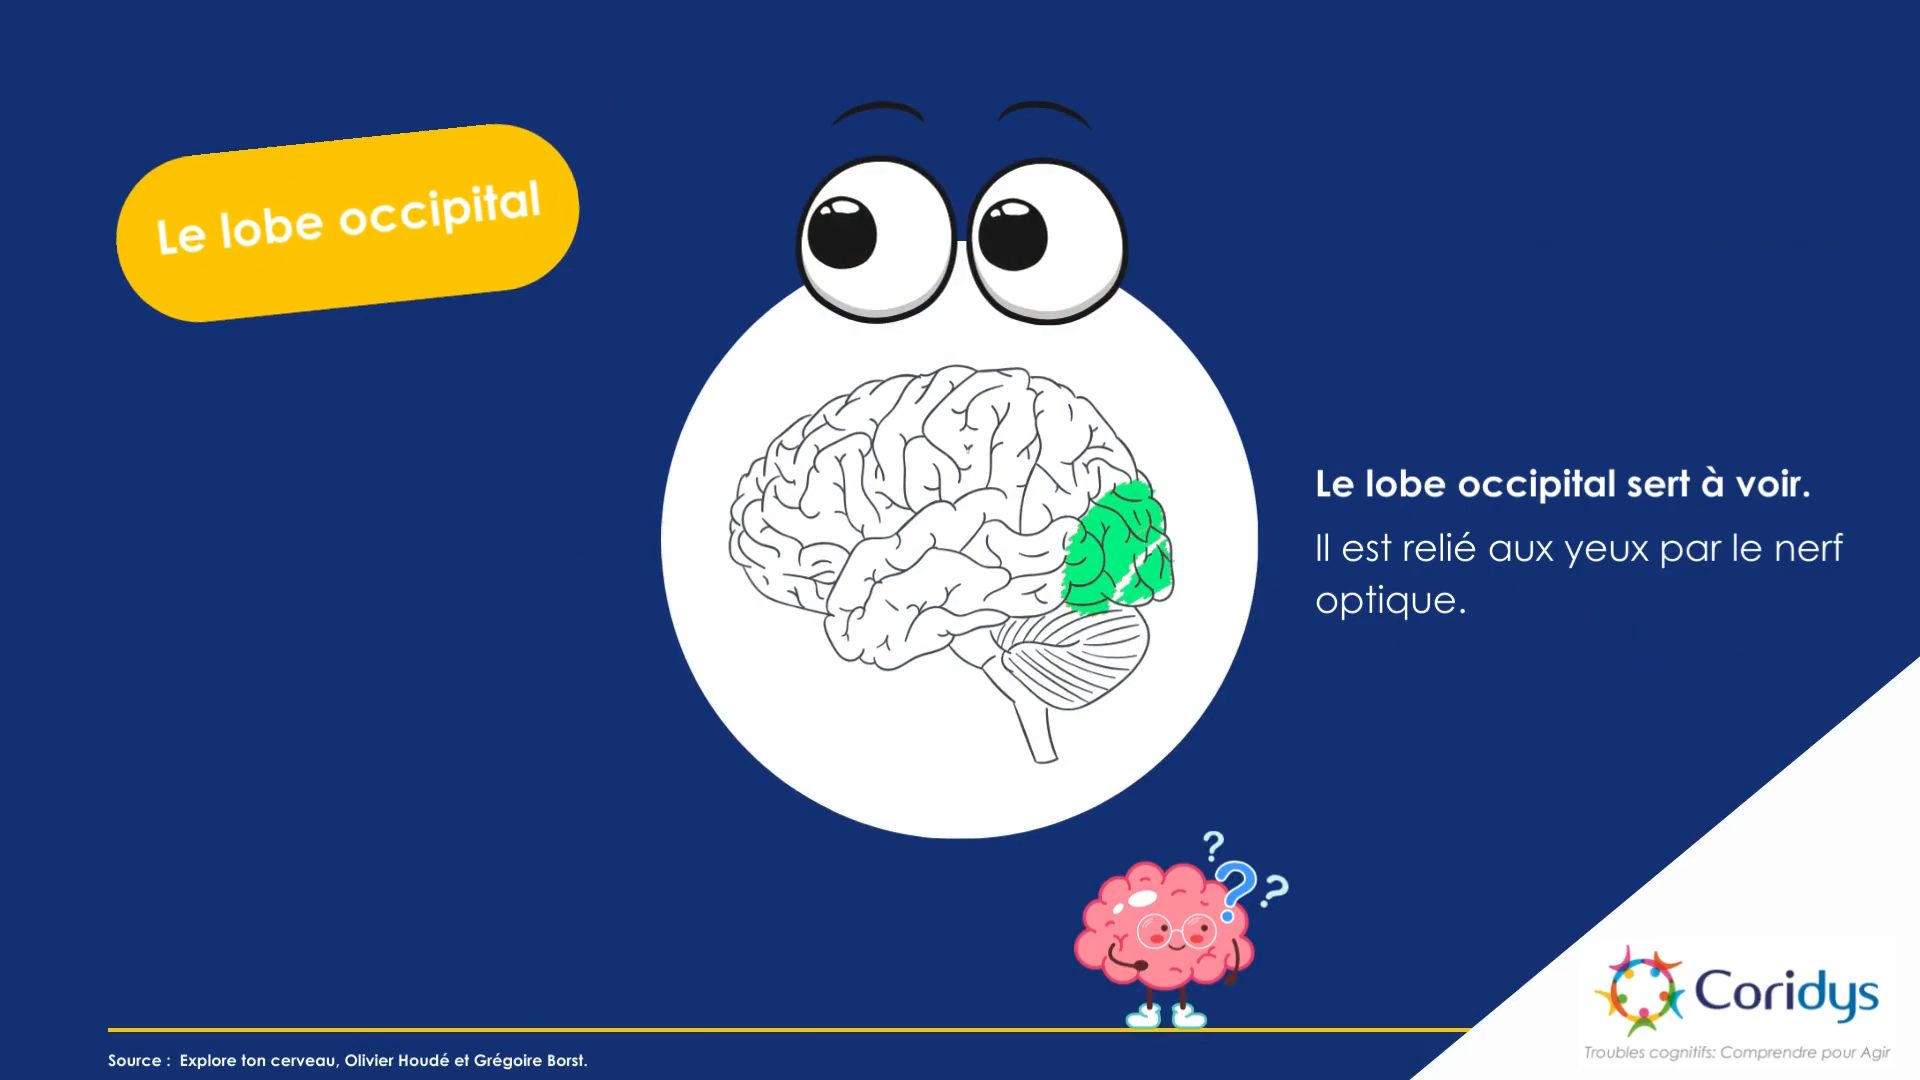 Le lobe occipital
Le lobe occipital sert à voir.
Il est relié aux yeux par le nerf
optique.
? ? ?
Coridys
Troubles cognitifs: Comprendre pour Agir
Source : Explore ton cerveau, Olivier Houdé et Grégoire Borst.